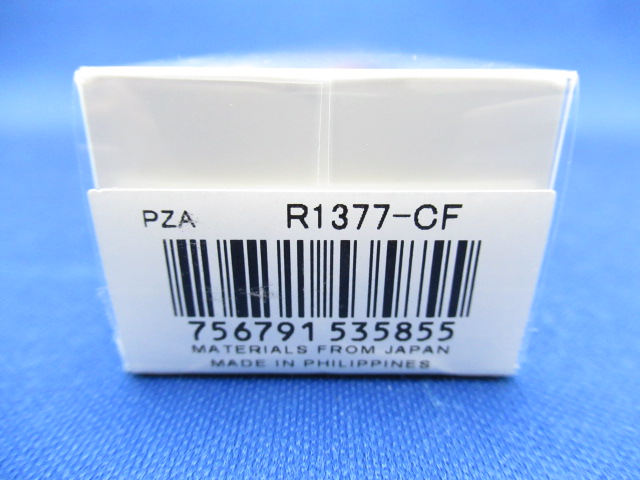 PZA R1377-CF
756791 535855
MATERIALS FROM JAPAN
MADE IN PHILIPPINES